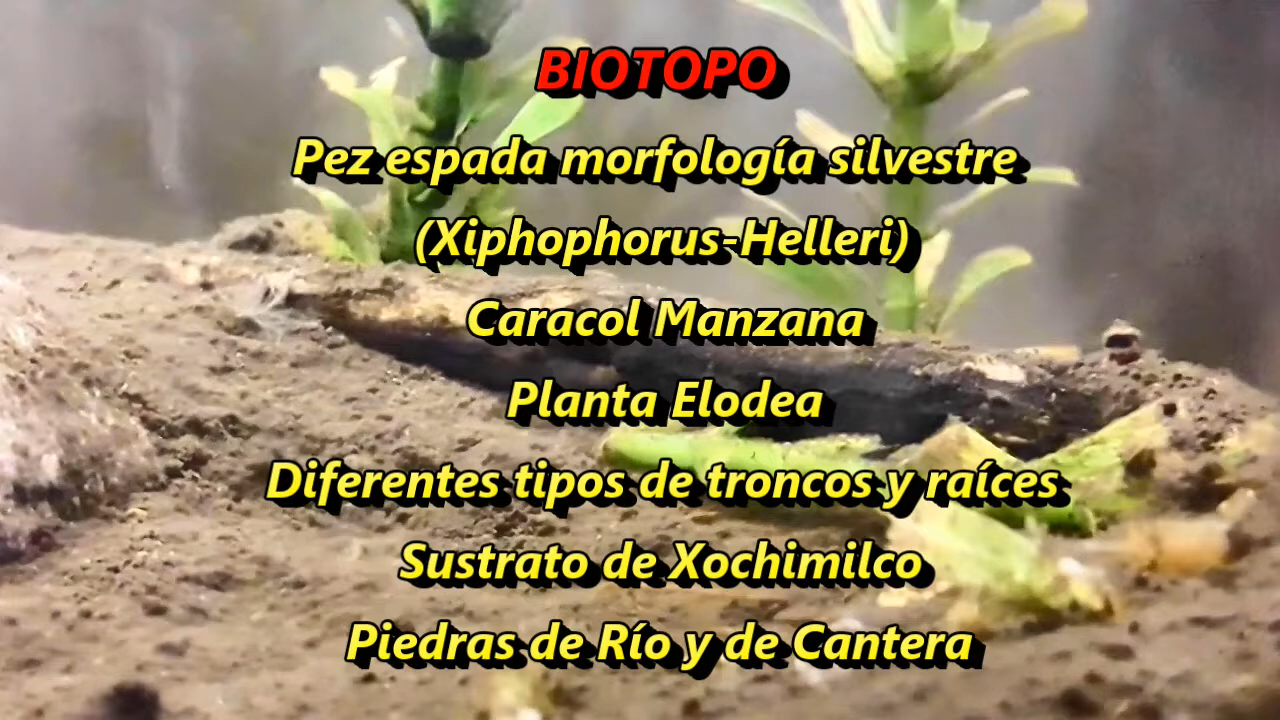 BIOTOPO
Pez espada morfología silvestre
(Xiphophorus-Helleri)
Caracol Manzana
Planta Elodea
Diferentes tipos de troncos y raíces
Sustrato de Xochimilco
Piedras de Río y de Cantera